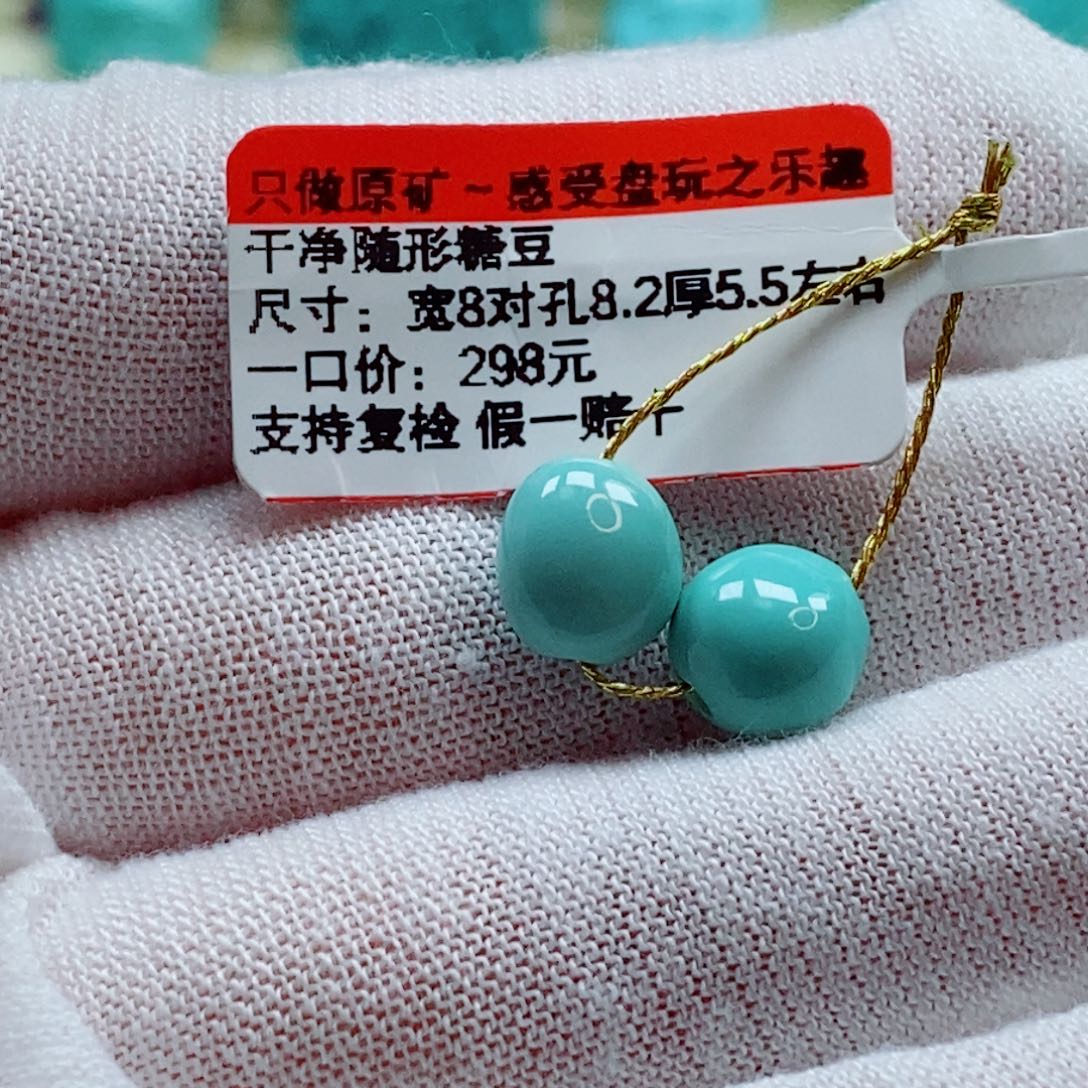 只做原矿~感受盘玩之乐趣
干净随形糖豆
尺寸：宽8对孔8.2厚5.5左右
一口价：298元
支持复检 假一赔十